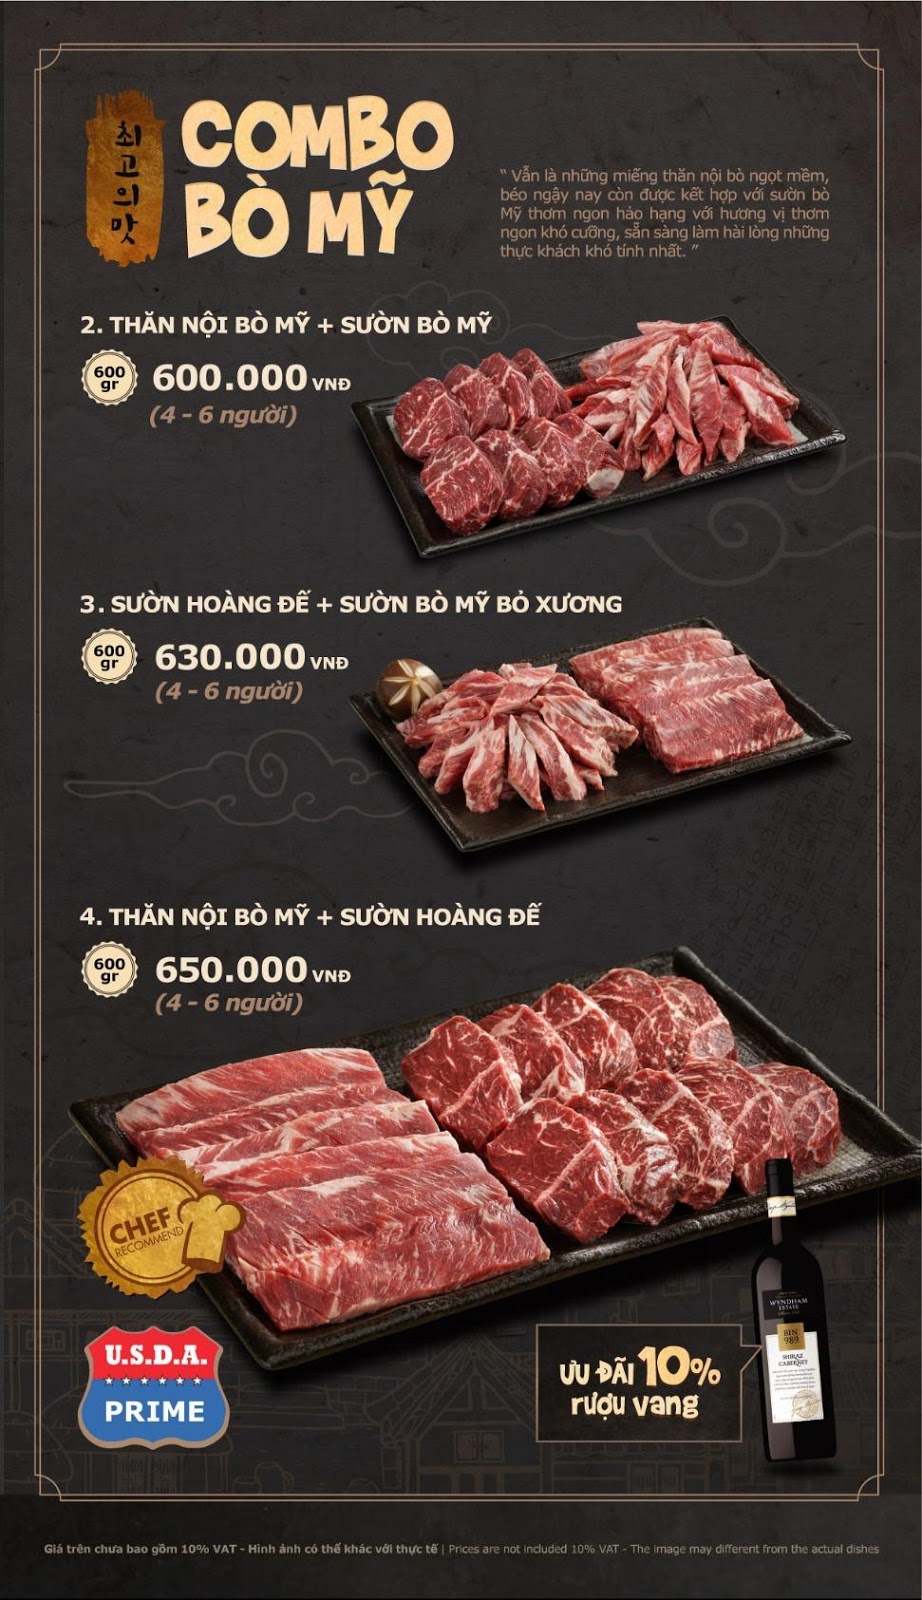 최고의맛
COMBO
BÒ MỸ
“ Vẫn là những miếng thăn nội bò ngọt mềm,
béo ngậy nay còn được kết hợp với sườn bò
Mỹ thơm ngon hảo hạng với hương vị thơm
ngon khó cưỡng, sẵn sàng làm hài lòng những
thực khách khó tính nhất. ”
2. THĂN NỘI BÒ MỸ + SƯỜN BÒ MỸ
600
gr
600.000 VNĐ
(4 - 6 người)
3. SƯỜN HOÀNG ĐẾ + SƯỜN BÒ MỸ BỎ XƯƠNG
600
gr
630.000 VNĐ
(4 - 6 người)
4. THĂN NỘI BÒ MỸ + SƯỜN HOÀNG ĐẾ
600
gr
650.000 VNĐ
(4 - 6 người)
CHEF
RECOMMEND
U.S.D.A.
PRIME
ƯU ĐÃI 10%
rượu vang
WYNDHAM
ESTATE
BIN
989
SHIRAZ
CABERNET
Giá trên chưa bao gồm 10% VAT - Hình ảnh có thể khác với thực tế | Prices are not included 10% VAT - The image may different from the actual dishes